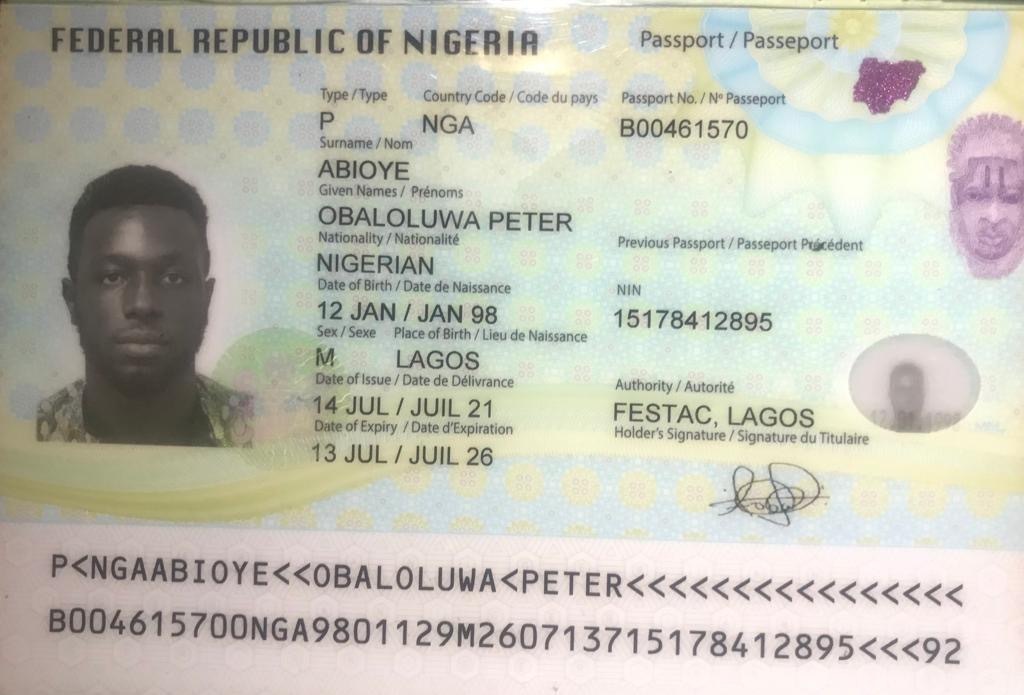 FEDERAL REPUBLIC OF NIGERIA
Passport / Passeport
Type / Type Country Code / Code du pays Passport No. / Nº Passeport
P NGA B00461570
Surname / Nom
ABIOYE
Given Names / Prénoms
OBALOLUWA PETER
Nationality / Nationalité Previous Passport / Passeport Précédent
NIGERIAN
Date of Birth / Date de Naissance NIN
12 JAN / JAN 98 15178412895
Sex / Sexe Place of Birth / Lieu de Naissance
M LAGOS
Date of Issue / Date de Délivrance Authority / Autorité
14 JUL / JUIL 21 FESTAC, LAGOS
Date of Expiry / Date d'Expiration Holder's Signature / Signature du Titulaire
13 JUL / JUIL 26
P<NGAABIOYE<<OBALOLUWA<PETER<<<<<<<<<<<<<<<<
B004615700NGA9801129M260713715178412895<<<92